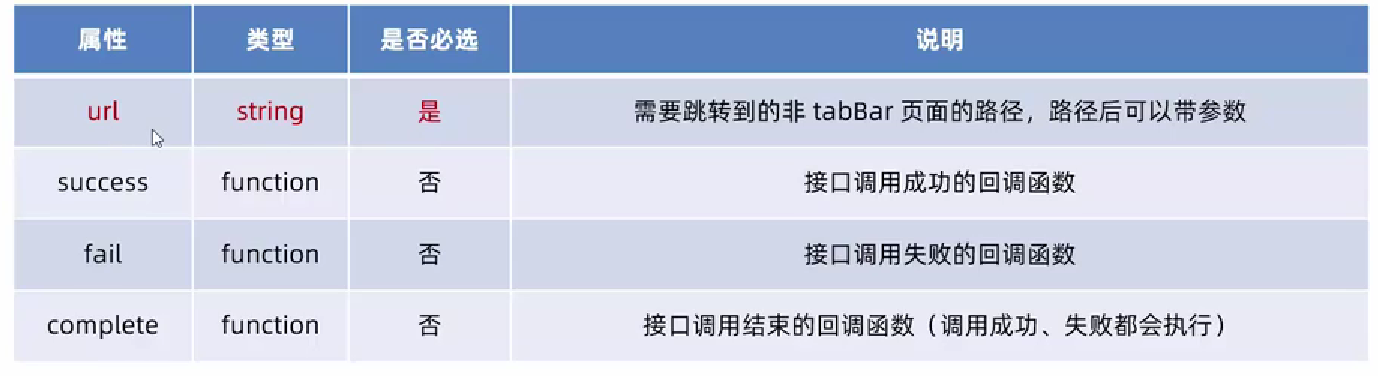 属性 类型 是否必选 说明
url string 是 需要跳转到的非 tabBar 页面的路径，路径后可以带参数
success function 否 接口调用成功的回调函数
fail function 否 接口调用失败的回调函数
complete function 否 接口调用结束的回调函数（调用成功、失败都会执行）